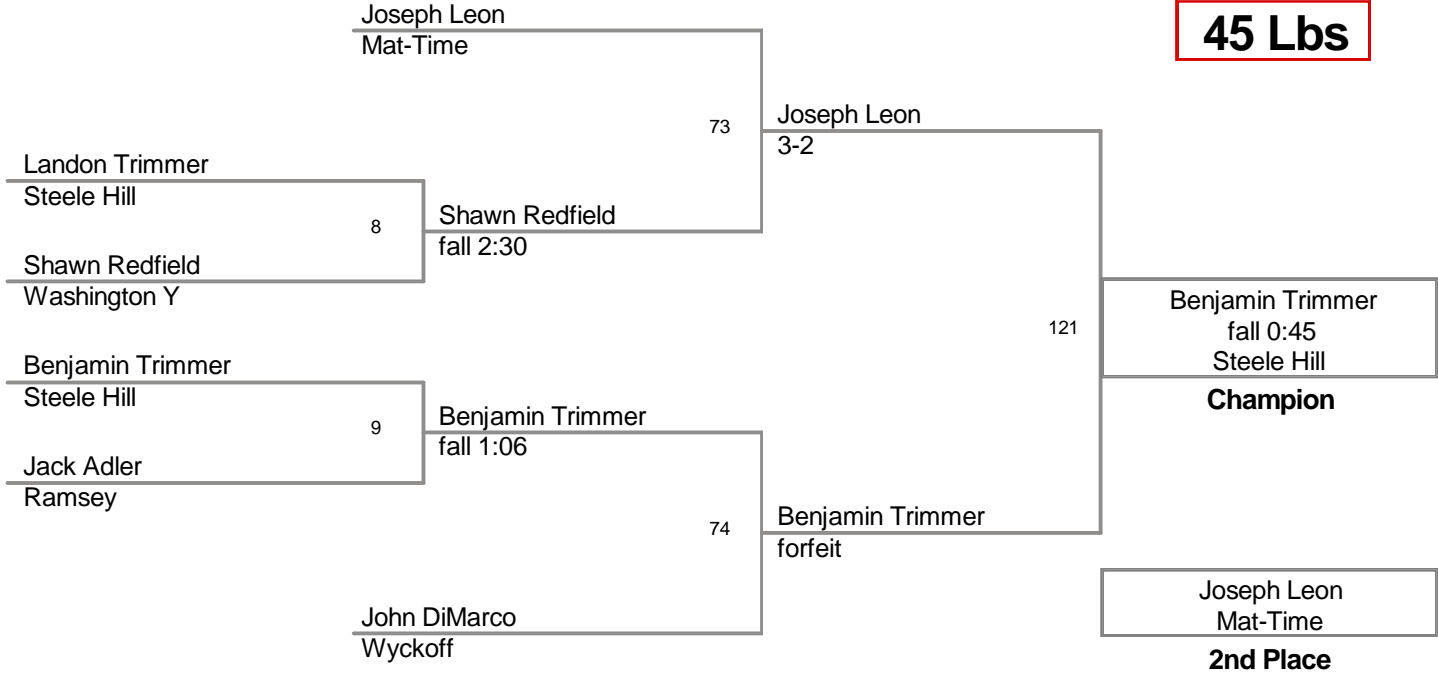 Joseph Leon
Mat-Time
45 Lbs
73
Joseph Leon
3-2
Landon Trimmer
Steele Hill
8
Shawn Redfield
fall 2:30
Shawn Redfield
Washington Y
121
Benjamin Trimmer
fall 0:45
Steele Hill
Champion
Benjamin Trimmer
Steele Hill
9
Benjamin Trimmer
fall 1:06
Jack Adler
Ramsey
74
Benjamin Trimmer
forfeit
John DiMarco
Wyckoff
Joseph Leon
Mat-Time
2nd Place